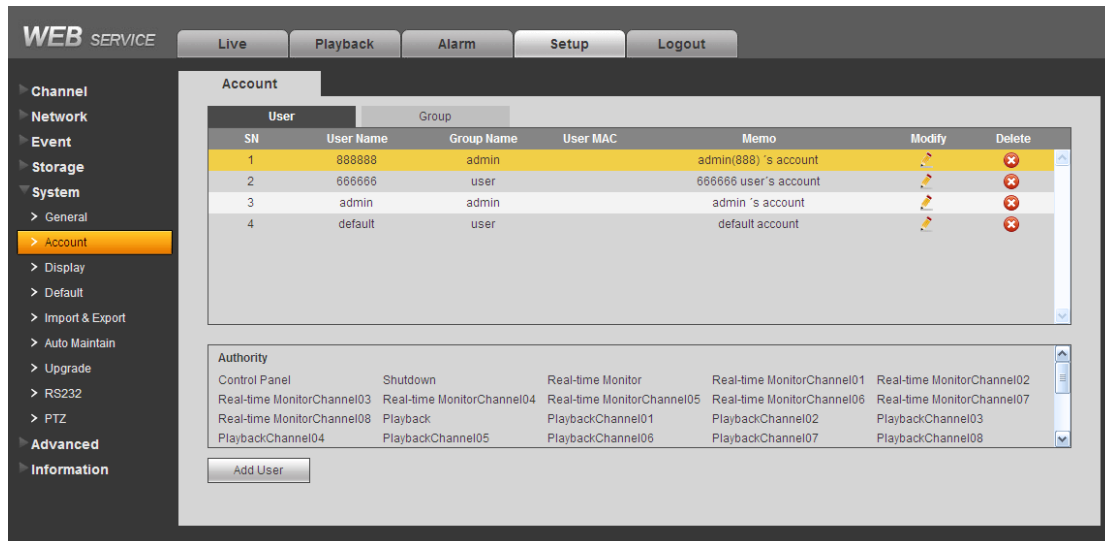 WEB SERVICE
Live Playback Alarm Setup Logout
Channel
Network
Event
Storage
System
General
Account
Display
Default
Import & Export
Auto Maintain
Upgrade
RS232
PTZ
Advanced
Information
Account
User Group
SN User Name Group Name User MAC Memo Modify Delete
1 888888 admin admin(888) 's account
2 666666 user 666666 user's account
3 admin admin admin 's account
4 default user default account
Authority
Control Panel Shutdown Real-time Monitor Real-time MonitorChannel01 Real-time MonitorChannel02
Real-time MonitorChannel03 Real-time MonitorChannel04 Real-time MonitorChannel05 Real-time MonitorChannel06 Real-time MonitorChannel07
Real-time MonitorChannel08 Playback PlaybackChannel01 PlaybackChannel02 PlaybackChannel03
PlaybackChannel04 PlaybackChannel05 PlaybackChannel06 PlaybackChannel07 PlaybackChannel08
Add User